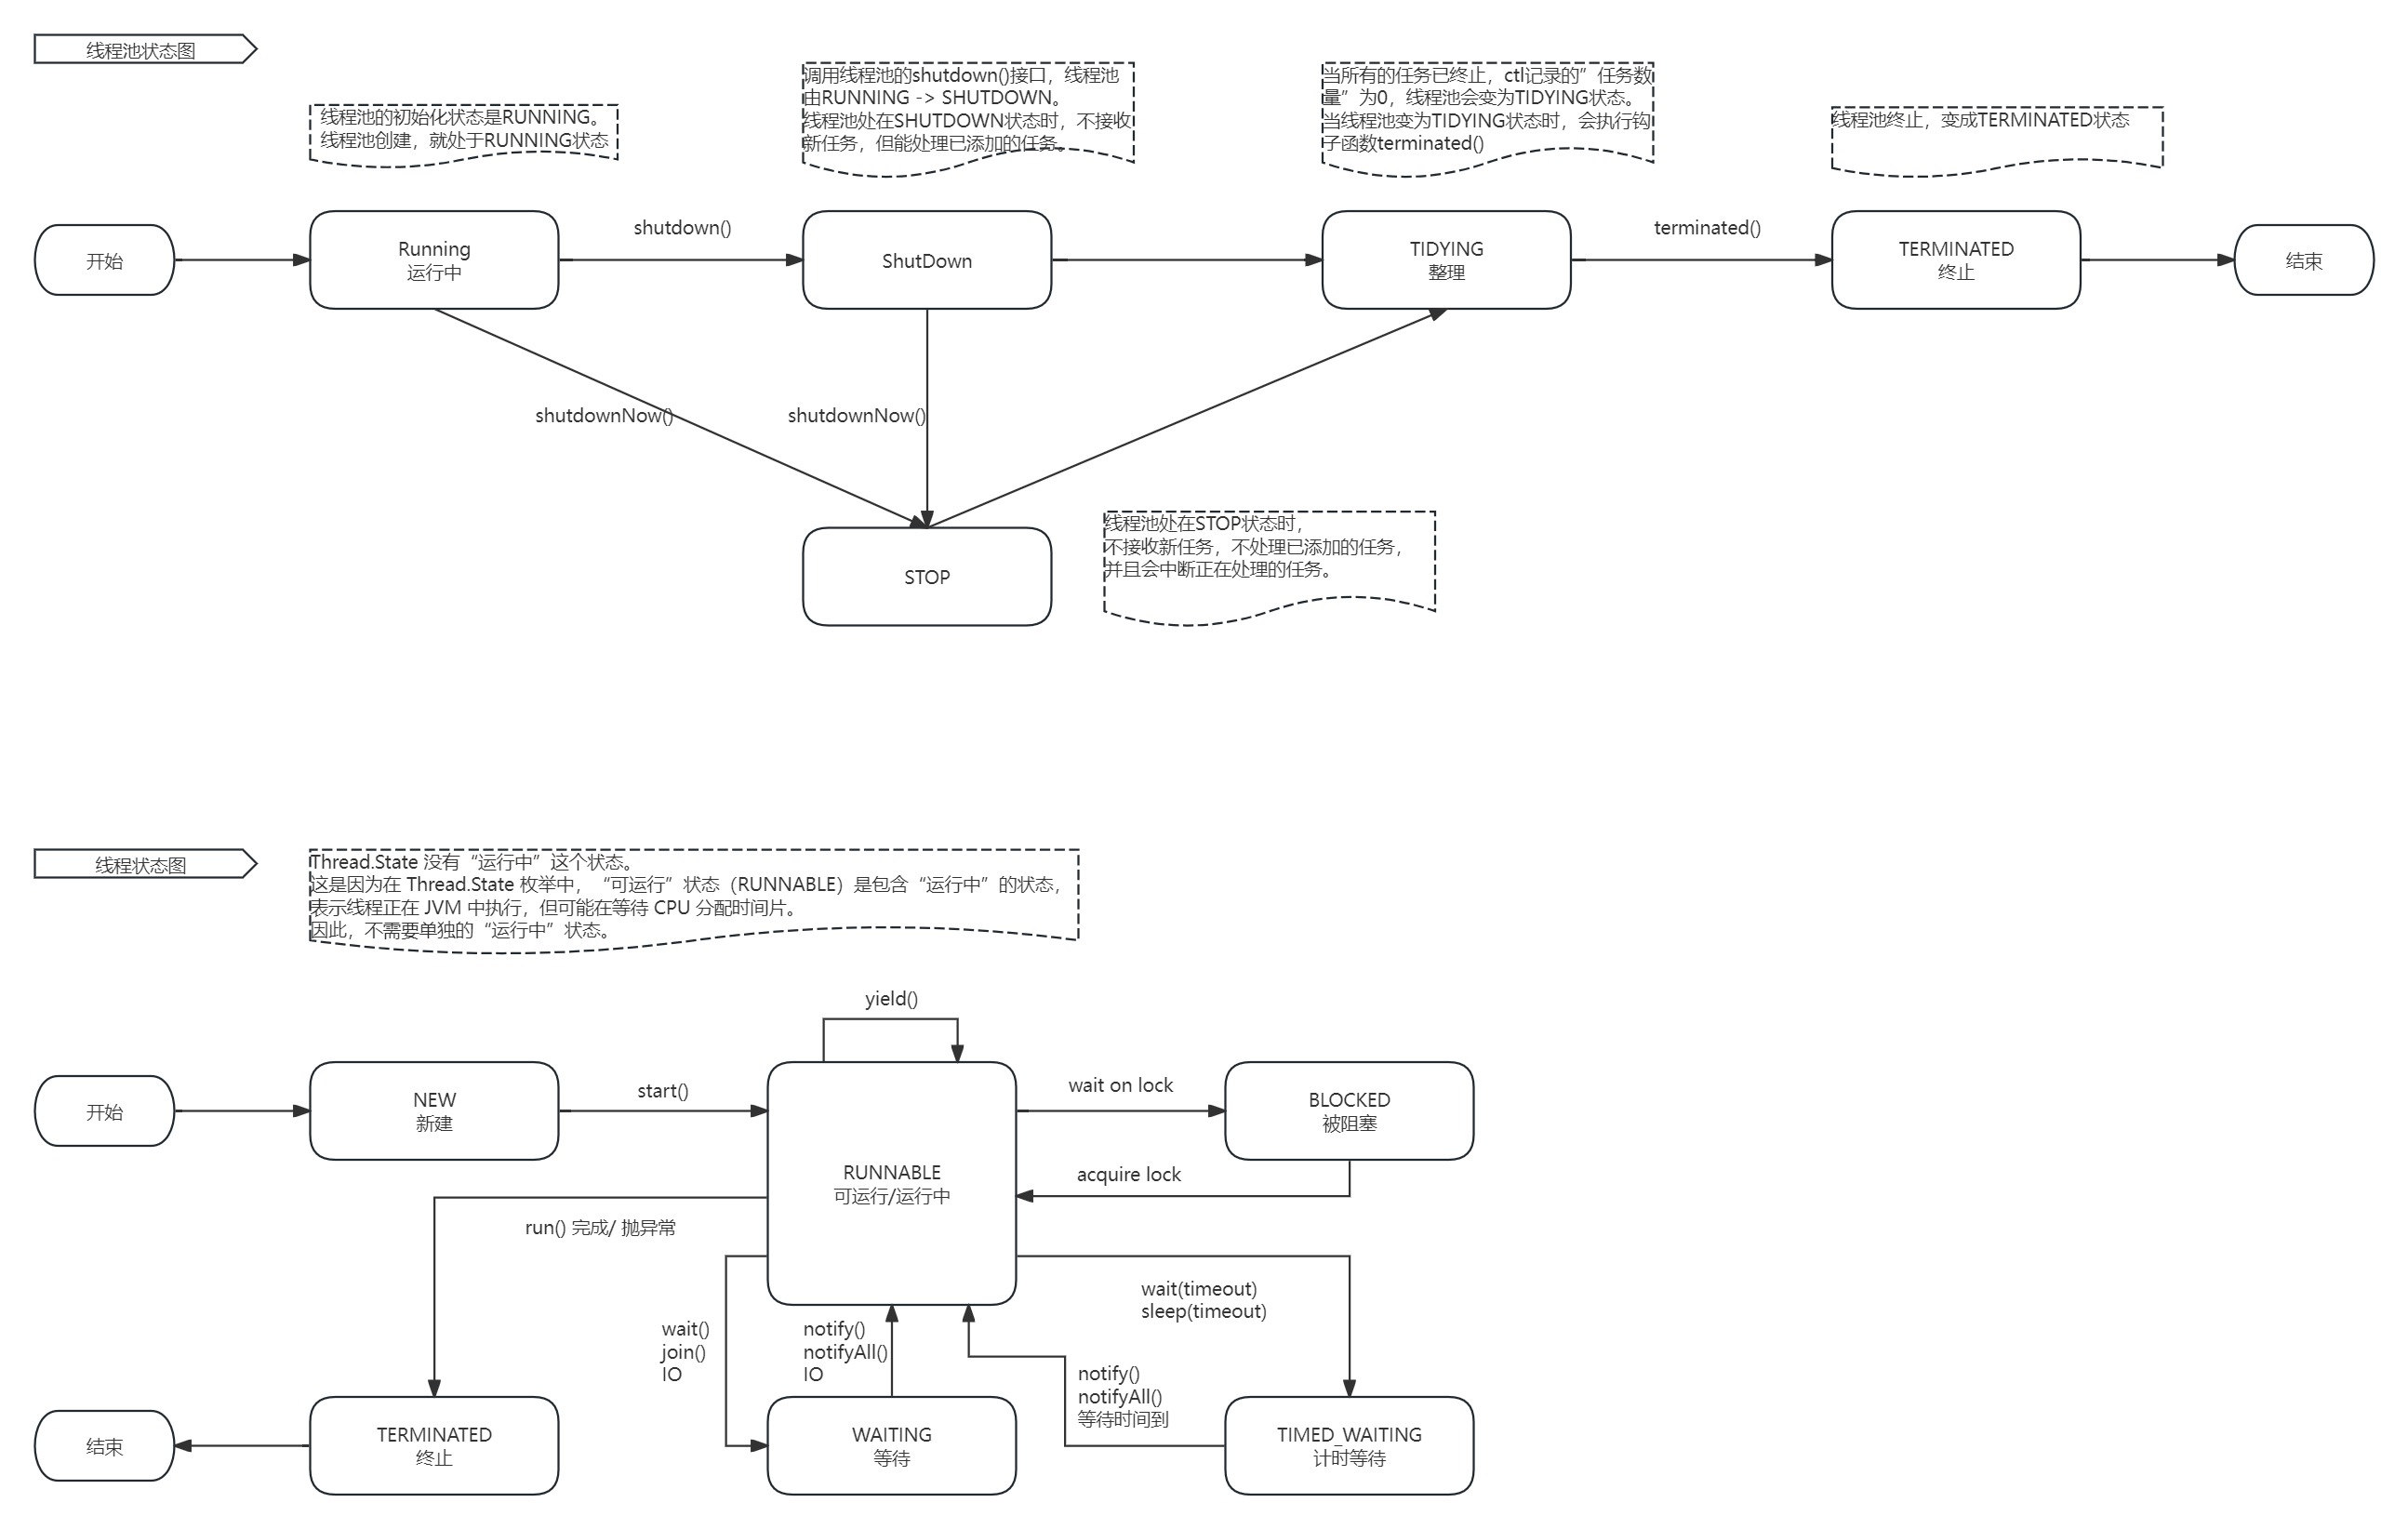 线程池状态图
线程池的初始化状态是RUNNING。
线程池创建，就处于RUNNING状态
调用线程池的shutdown()接口，线程池
由RUNNING -> SHUTDOWN。
线程池处在SHUTDOWN状态时，不接收
新任务，但能处理已添加的任务。
当所有的任务已终止，ctl记录的”任务数
量”为0，线程池会变为TIDYING状态。
当线程池变为TIDYING状态时，会执行钩
子函数terminated()
线程池终止，变成TERMINATED状态
开始
Running
运行中
shutdown()
ShutDown
TIDYING
整理
terminated()
TERMINATED
终止
结束
shutdownNow()
shutdownNow()
STOP
线程池处在STOP状态时，
不接收新任务，不处理已添加的任务，
并且会中断正在处理的任务。
线程状态图
Thread.State 没有“运行中”这个状态。
这是因为在 Thread.State 枚举中，“可运行”状态（RUNNABLE）是包含“运行中”的状态，
表示线程正在 JVM 中执行，但可能在等待 CPU 分配时间片。
因此，不需要单独的“运行中”状态。
yield()
开始
NEW
新建
start()
RUNNABLE
可运行/运行中
wait on lock
BLOCKED
被阻塞
acquire lock
run() 完成/ 抛异常
wait()
join()
IO
notify()
notifyAll()
IO
wait(timeout)
sleep(timeout)
notify()
notifyAll()
等待时间到
结束
TERMINATED
终止
WAITING
等待
TIMED_WAITING
计时等待